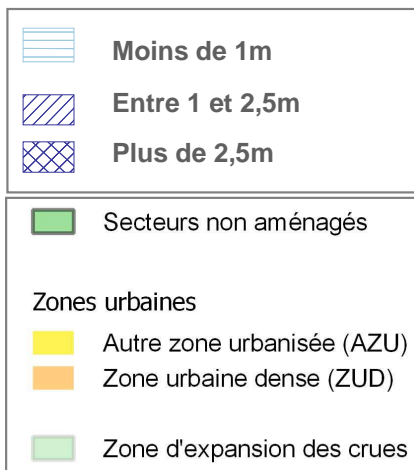 Moins de 1m
Entre 1 et 2,5m
Plus de 2,5m
Secteurs non aménagés
Zones urbaines
Autre zone urbanisée (AZU)
Zone urbaine dense (ZUD)
Zone d'expansion des crues